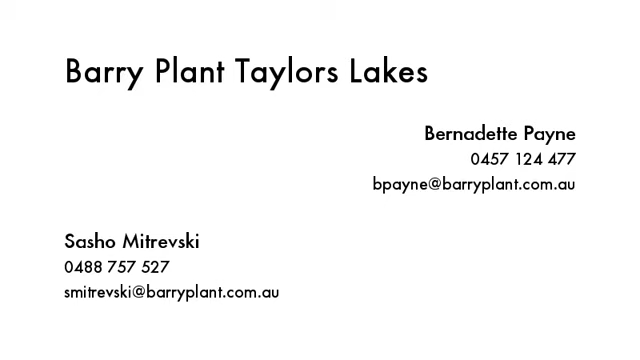 Barry Plant Taylors Lakes
Bernadette Payne
0457 124 477
bpayne@barryplant.com.au
Sasho Mitrevski
0488 757 527
smitrevski@barryplant.com.au